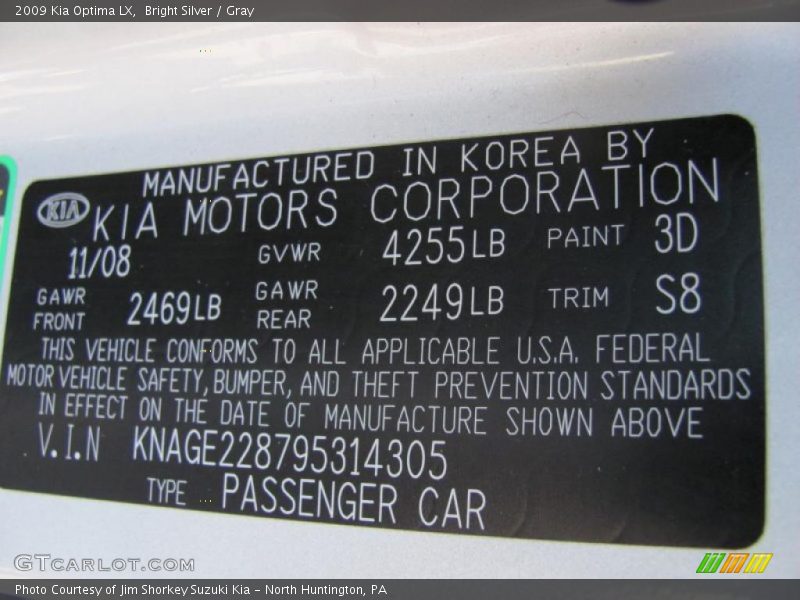 2009 Kia Optima LX,  Bright Silver / Gray
MANUFACTURED IN KOREA BY
KIA KIA MOTORS CORPORATION
11/08 GVWR 4255LB PAINT 3D
GAWR FRONT 2469LB GAWR REAR 2249LB TRIM S8
THIS VEHICLE CONFORMS TO ALL APPLICABLE U.S.A. FEDERAL
MOTOR VEHICLE SAFETY, BUMPER, AND THEFT PREVENTION STANDARDS
IN EFFECT ON THE DATE OF MANUFACTURE SHOWN ABOVE
V.I.N KNAGE228795314305
TYPE PASSENGER CAR
GTCARLOT.COM
Photo Courtesy of Jim Shorkey Suzuki Kia - North Huntington, PA